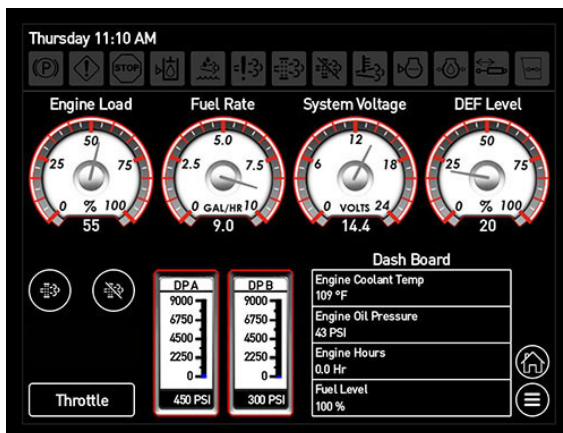 Thursday 11:10 AM
(P) STOP
Engine Load Fuel Rate System Voltage DEF Level
50 5.0 12 50
25 75 2.5 7.5 6 18 25 75
0 % 100 0 GAL/HR 10 0 VOLTS 24 0 % 100
55 9.0 14.4 20
Dash Board
DPA DPB
9000 9000
6750 6750
4500 4500
2250 2250
0 0
450 PSI 300 PSI
Engine Coolant Temp
109 °F
Engine Oil Pressure
43 PSI
Engine Hours
0.0 Hr
Fuel Level
100 %
Throttle